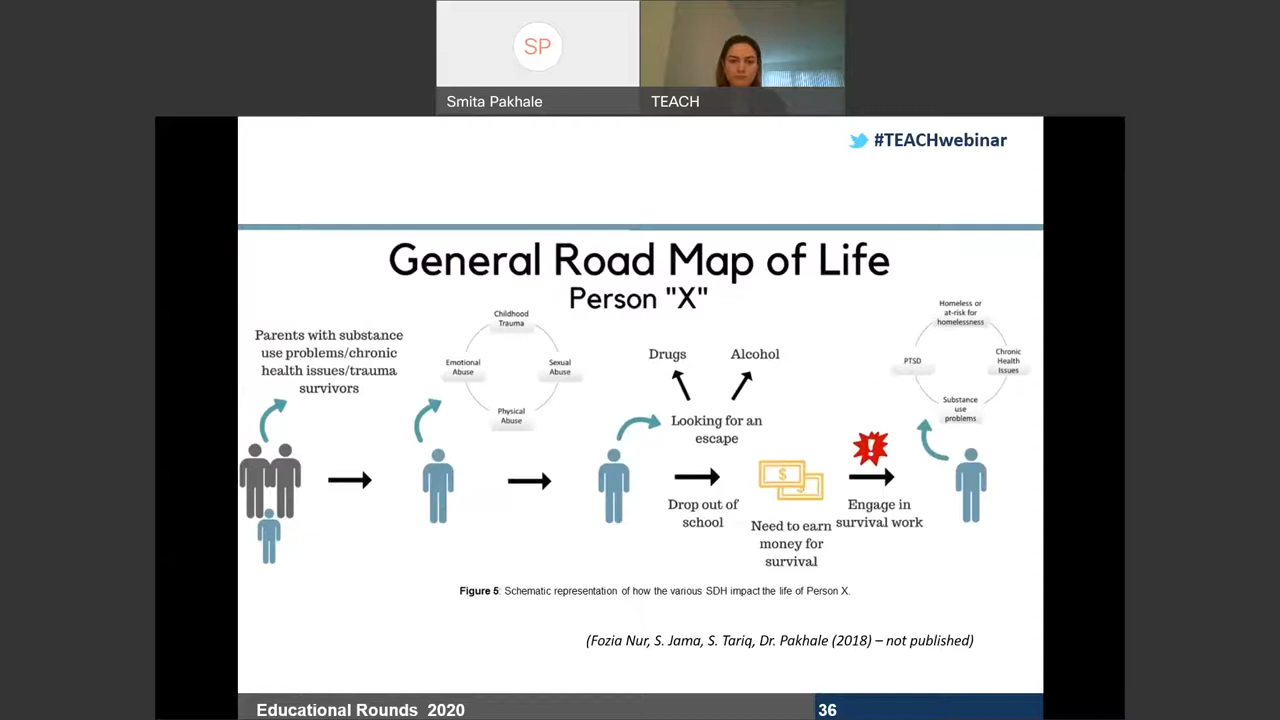 SP
Smita Pakhale
TEACH
#TEACHwebinar
General Road Map of Life
Person "X"
Parents with substance
use problems/chronic
health issues/trauma
survivors
Childhood
Trauma
Emotional
Abuse
Sexual
Abuse
Physical
Abuse
Drugs
Alcohol
Looking for an
escape
Drop out of
school
$
$
Need to earn
money for
survival
!
Engage in
survival work
Homeless or
at-risk for
homelessness
PTSD
Chronic
Health
Issues
Substance
use
problems
Figure 5: Schematic representation of how the various SDH impact the life of Person X.
(Fozia Nur, S. Jama, S. Tariq, Dr. Pakhale (2018) – not published)
Educational Rounds 2020
36